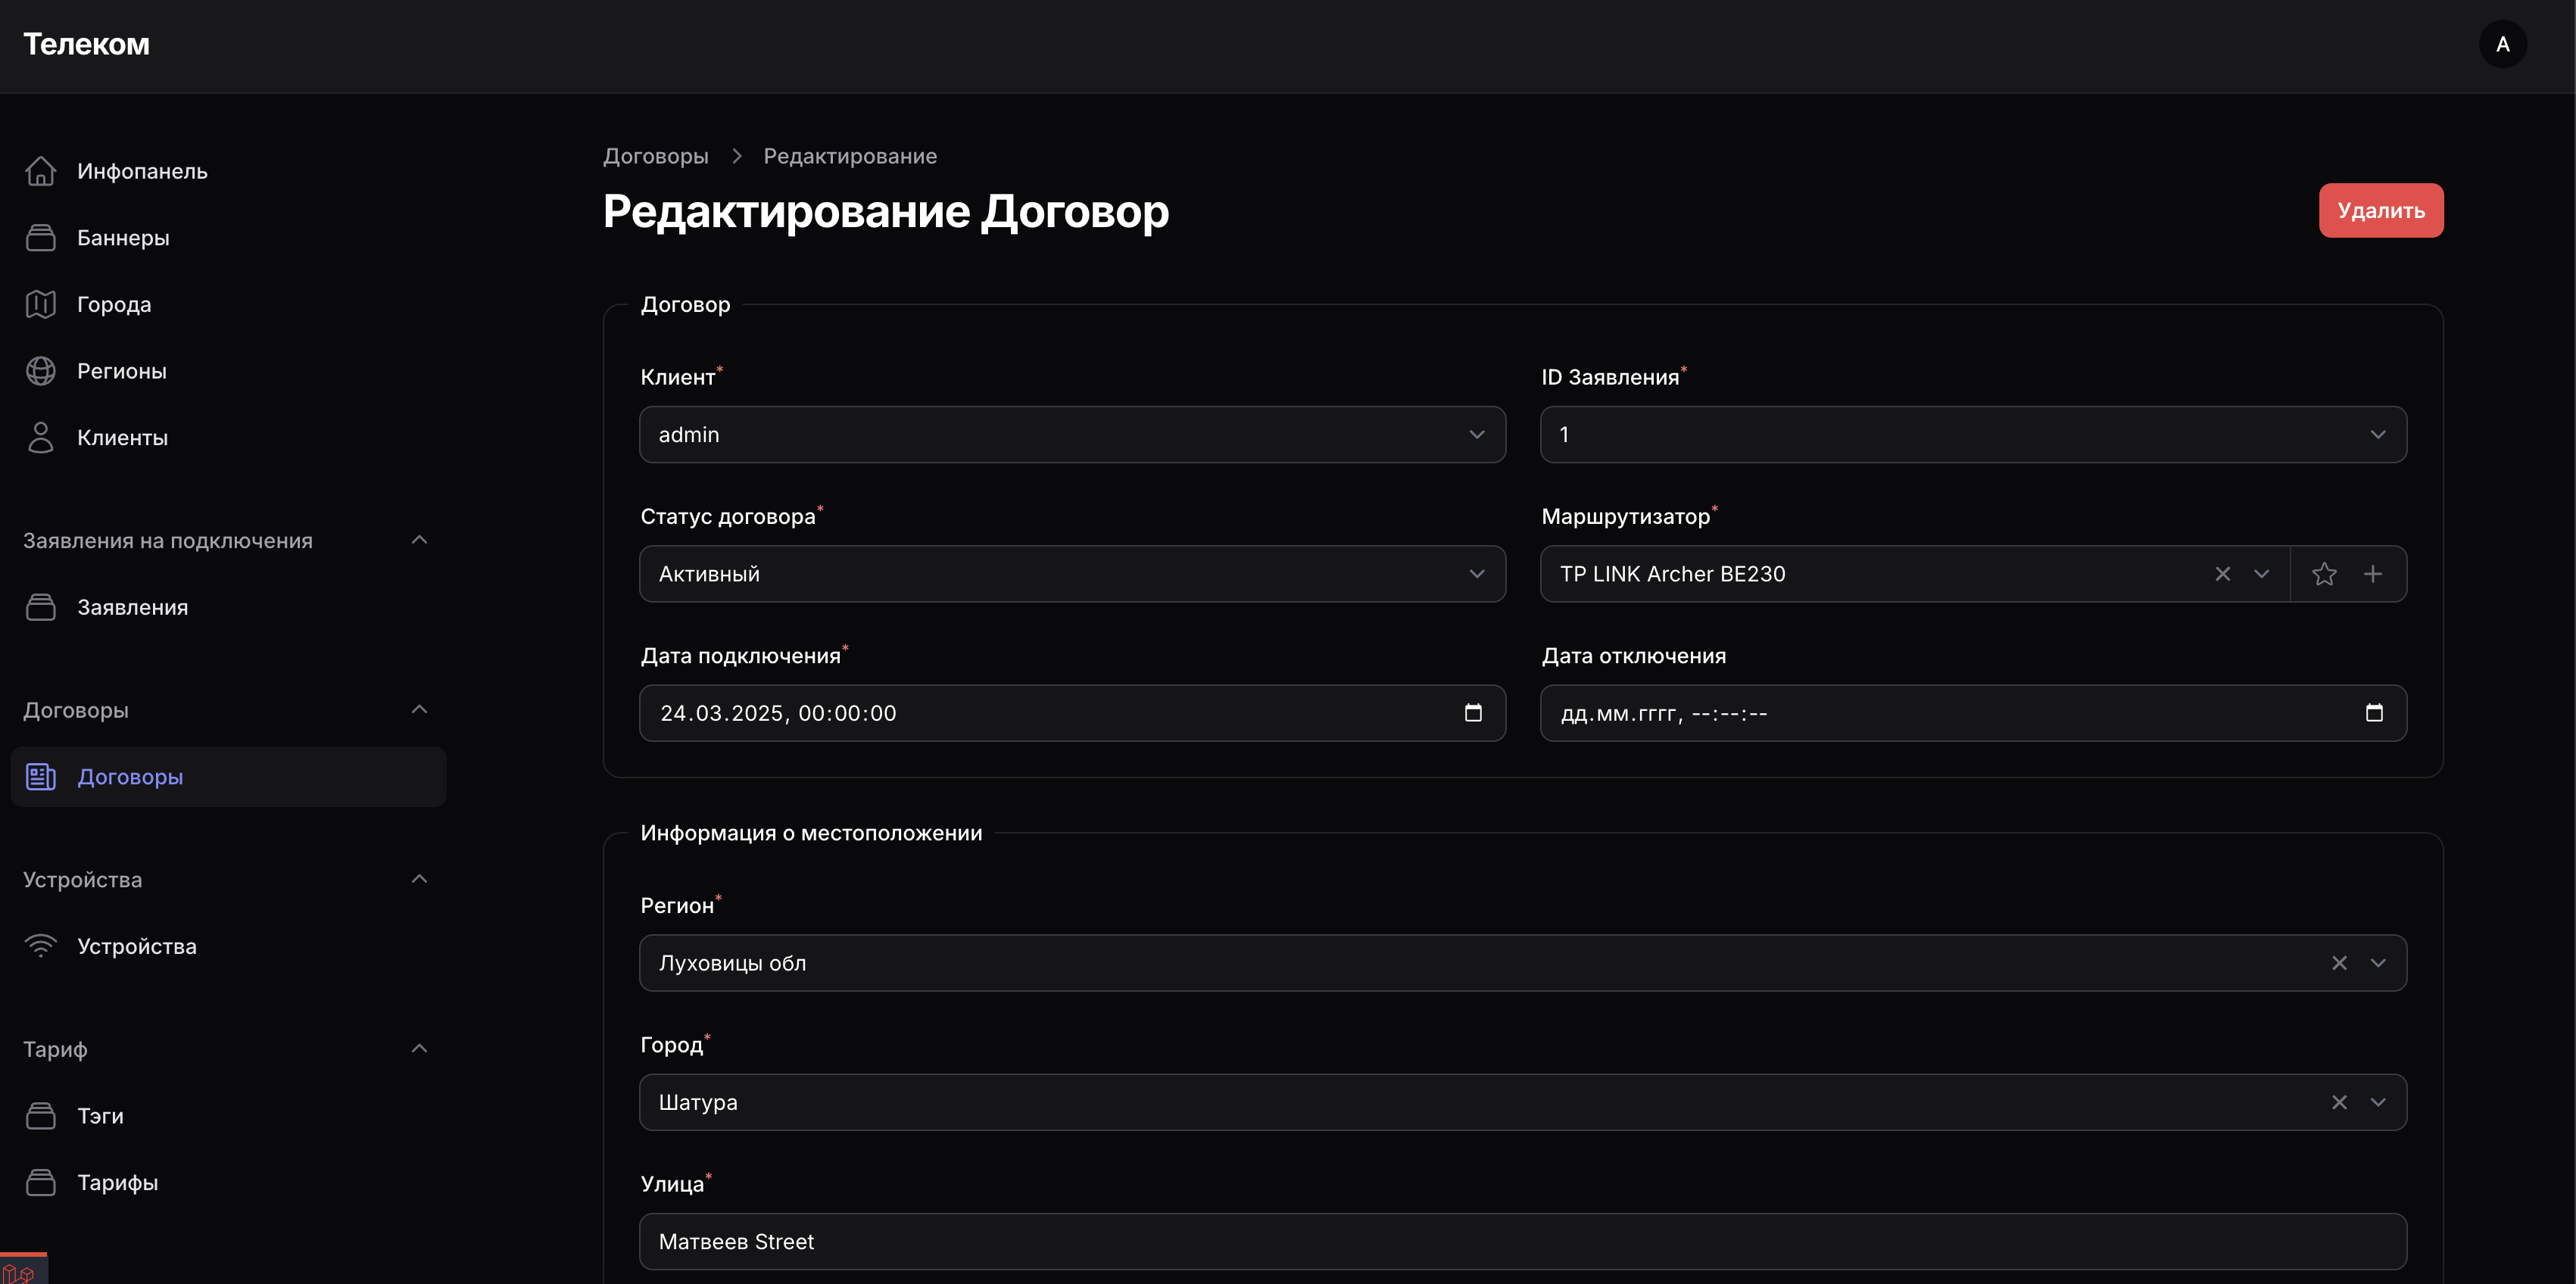 Телеком
A
Инфопанель
Баннеры
Города
Регионы
Клиенты
Заявления на подключения
Заявления
Договоры
Договоры
Устройства
Устройства
Тариф
Тэги
Тарифы
Договоры > Редактирование
Редактирование Договор
Удалить
Договор
Клиент*
admin
ID Заявления*
1
Статус договора*
Активный
Маршрутизатор*
TP LINK Archer BE230
Дата подключения*
24.03.2025, 00:00:00
Дата отключения
дд.мм.гггг, --:--:--
Информация о местоположении
Регион*
Луховицы обл
Город*
Шатура
Улица*
Матвеев Street